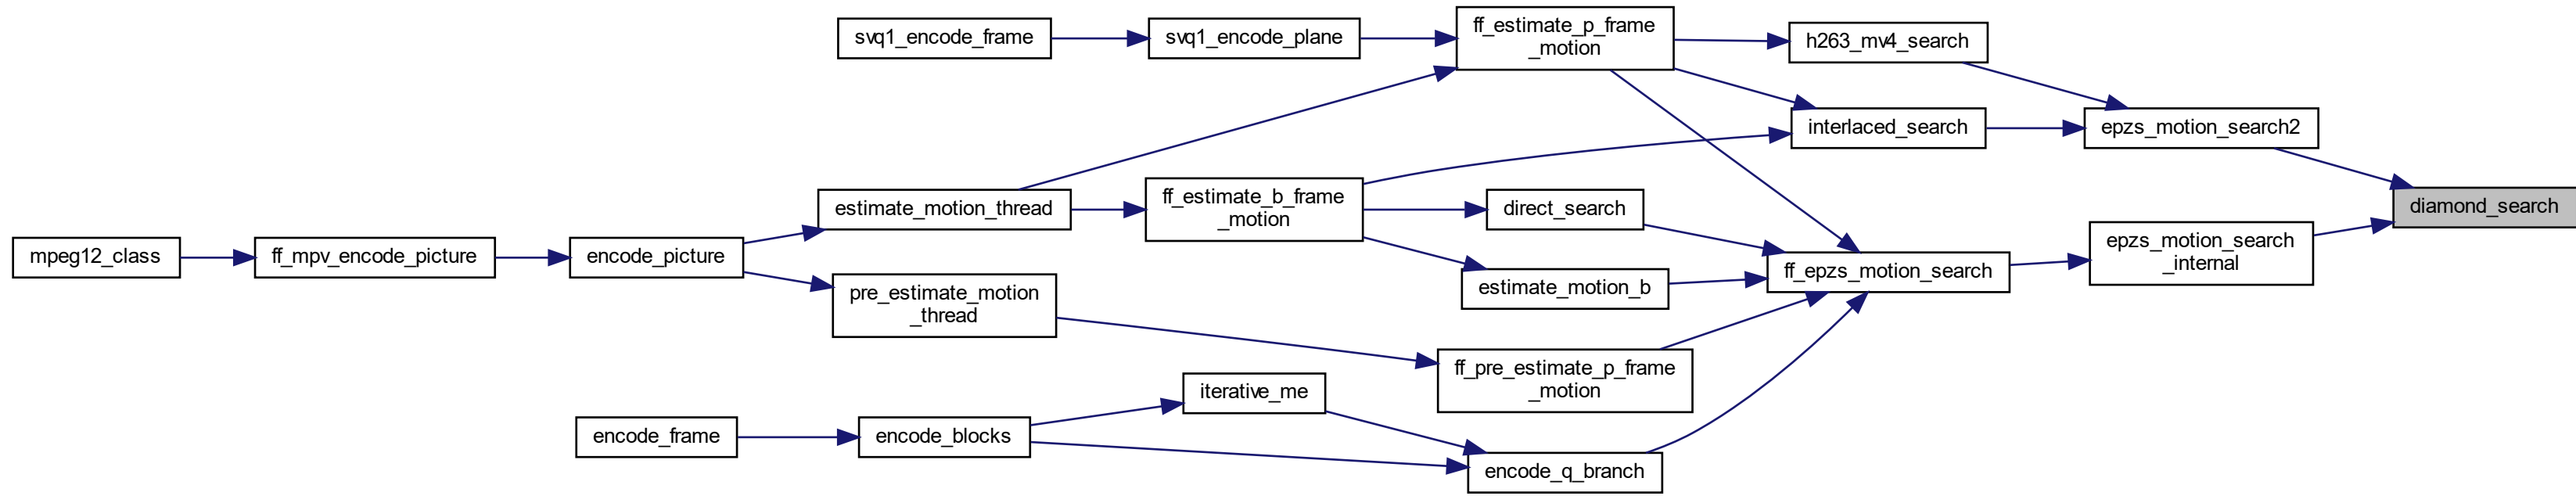 svq1_encode_frame
svq1_encode_plane
ff_estimate_p_frame
_motion
h263_mv4_search
interlaced_search
epzs_motion_search2
mpeg12_class
ff_mpv_encode_picture
encode_picture
estimate_motion_thread
ff_estimate_b_frame
_motion
direct_search
diamond_search
epzs_motion_search
_internal
ff_epzs_motion_search
estimate_motion_b
pre_estimate_motion
_thread
ff_pre_estimate_p_frame
_motion
iterative_me
encode_frame
encode_blocks
encode_q_branch